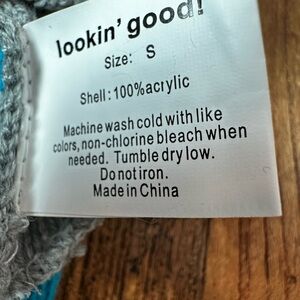 lookin' good!
Size: S
Shell: 100%acrylic
Machine wash cold with like
colors, non-chlorine bleach when
needed. Tumble dry low.
Do not iron.
Made in China